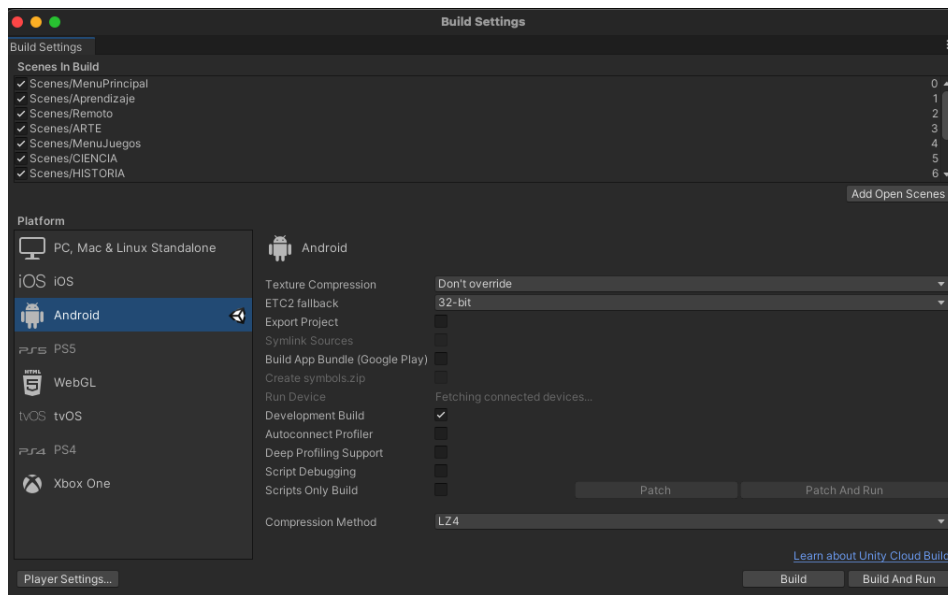 Build Settings
Build Settings
Scenes In Build
Scenes/MenuPrincipal 0
Scenes/Aprendizaje 1
Scenes/Remoto 2
Scenes/ARTE 3
Scenes/MenuJuegos 4
Scenes/CIENCIA 5
Scenes/HISTORIA 6
Add Open Scenes
Platform
PC, Mac & Linux Standalone
iOS iOS
Android
PS5 PS5
HTML 5 WebGL
tvOS tvOS
PS4 PS4
Xbox One
Android
Texture Compression Don't override
ETC2 fallback 32-bit
Export Project
Symlink Sources
Build App Bundle (Google Play)
Create symbols.zip
Run Device Fetching connected devices...
Development Build
Autoconnect Profiler
Deep Profiling Support
Script Debugging
Scripts Only Build Patch Patch And Run
Compression Method LZ4
Learn about Unity Cloud Build
Player Settings... Build Build And Run